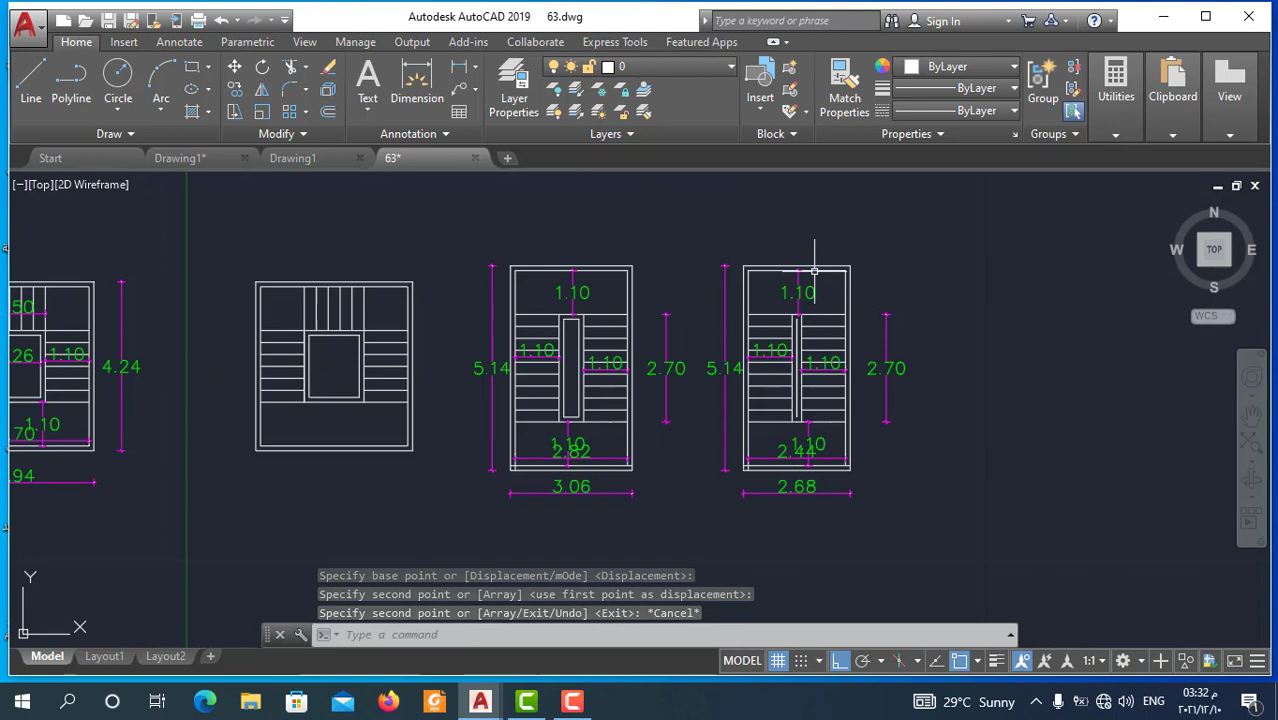 Autodesk AutoCAD 2019 63.dwg
Type a keyword or phrase
Sign In
Home Insert Annotate Parametric View Manage Output Add-ins Collaborate Express Tools Featured Apps
Line Polyline Circle Arc
Text Dimension
Layer Properties
0
Insert
Match Properties
ByLayer
ByLayer
ByLayer
Group
Utilities
Clipboard
View
Draw Modify Annotation Layers Block Properties Groups
Start Drawing1* Drawing1 63*
[−][Top][2D Wireframe]
N
W TOP E
S
WCS
50
26
1.10
4.24
1.10
70
94
1.10
1.10
1.10
5.14
2.70
1.10
2.82
3.06
1.10
1.10
1.10
5.14
2.70
1.10
2.44
2.68
Y
X
Specify base point or [Displacement/mOde] <Displacement>:
Specify second point or [Array] <use first point as displacement>:
Specify second point or [Array/Exit/Undo] <Exit>: *Cancel*
Type a command
Model Layout1 Layout2
MODEL 1:1
29°C Sunny
ENG
03:32 م
٢٠٢١/١٢/١٠